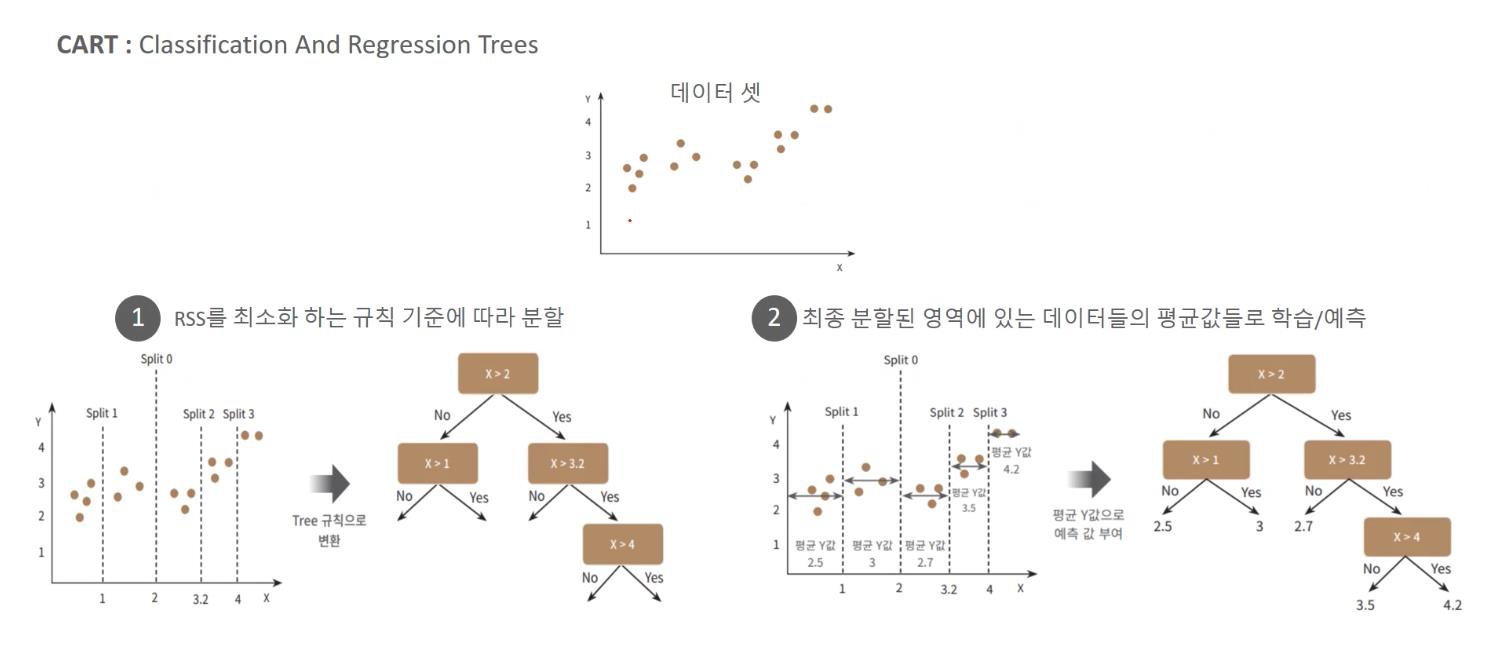 CART : Classification And Regression Trees
데이터 셋
Y
4
3
2
1
X
1 RSS를 최소화 하는 규칙 기준에 따라 분할
Split 0
Split 1
Split 2
Split 3
Y
4
3
2
1
1
2
3.2
4
X
Tree 규칙으로
변환
X > 2
No
Yes
X > 1
X > 3.2
No
Yes
No
Yes
X > 4
No
Yes
2 최종 분할된 영역에 있는 데이터들의 평균값들로 학습/예측
Split 0
Split 1
Split 2
Split 3
Y
4
3
2
1
평균 Y값
4.2
평균 Y값
3.5
평균 Y값
2.5
평균 Y값
3
평균 Y값
2.7
1
2
3.2
4
X
평균 Y값으로
예측 값 부여
X > 2
No
Yes
X > 1
X > 3.2
No
Yes
No
Yes
2.5
3
2.7
X > 4
No
Yes
3.5
4.2